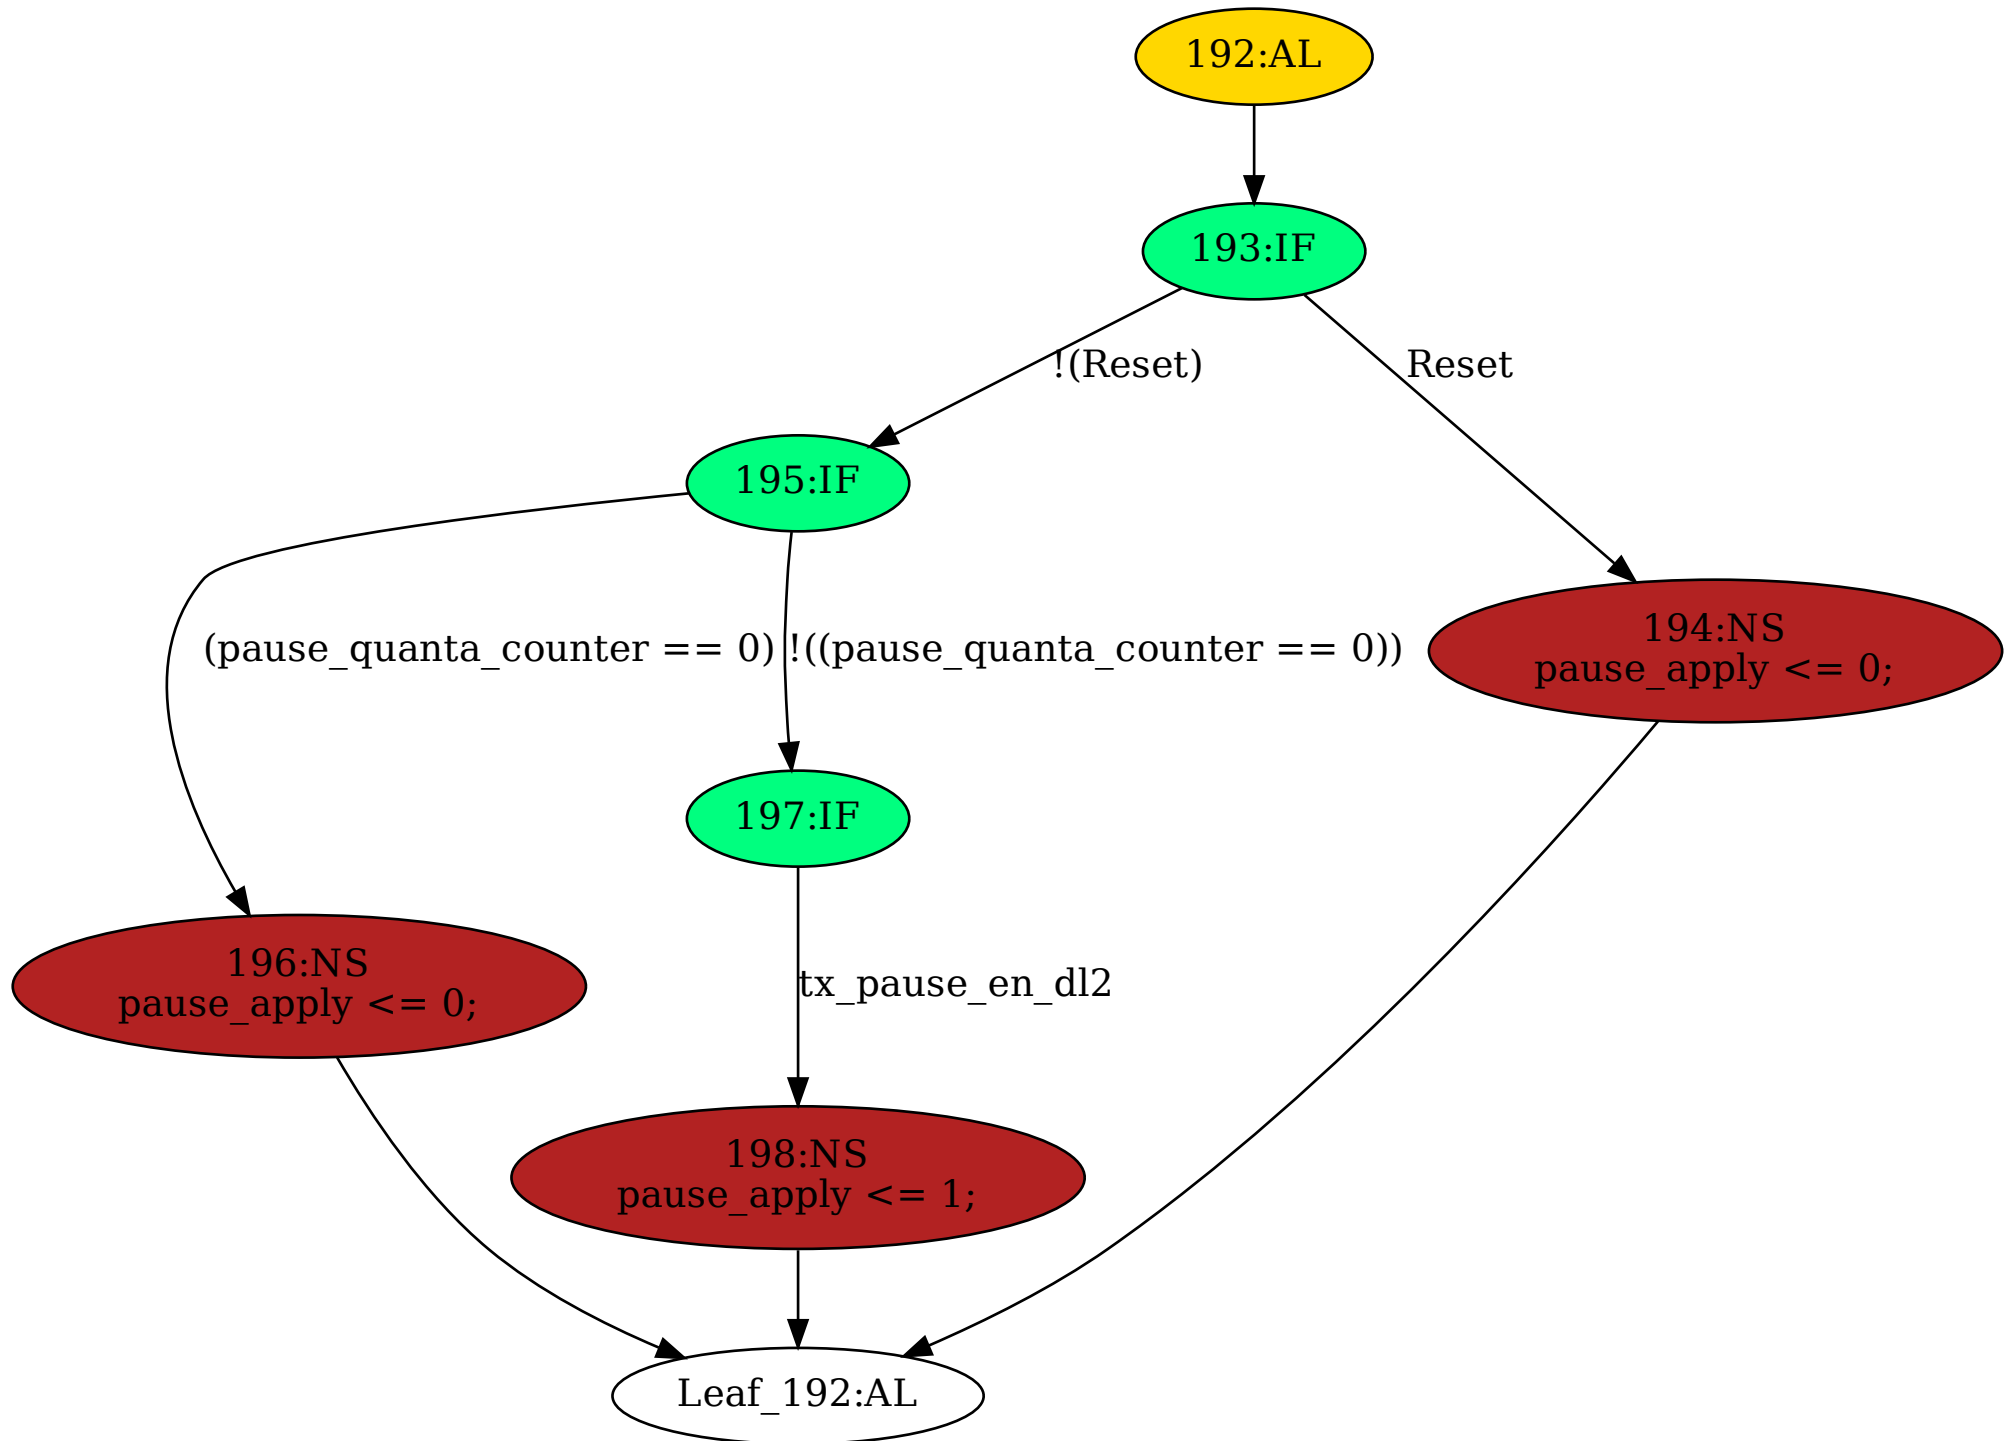 192:AL
193:IF
!(Reset)
Reset
195:IF
(pause_quanta_counter == 0)
!((pause_quanta_counter == 0))
194:NS
pause_apply <= 0;
197:IF
196:NS
pause_apply <= 0;
tx_pause_en_dl2
198:NS
pause_apply <= 1;
Leaf_192:AL